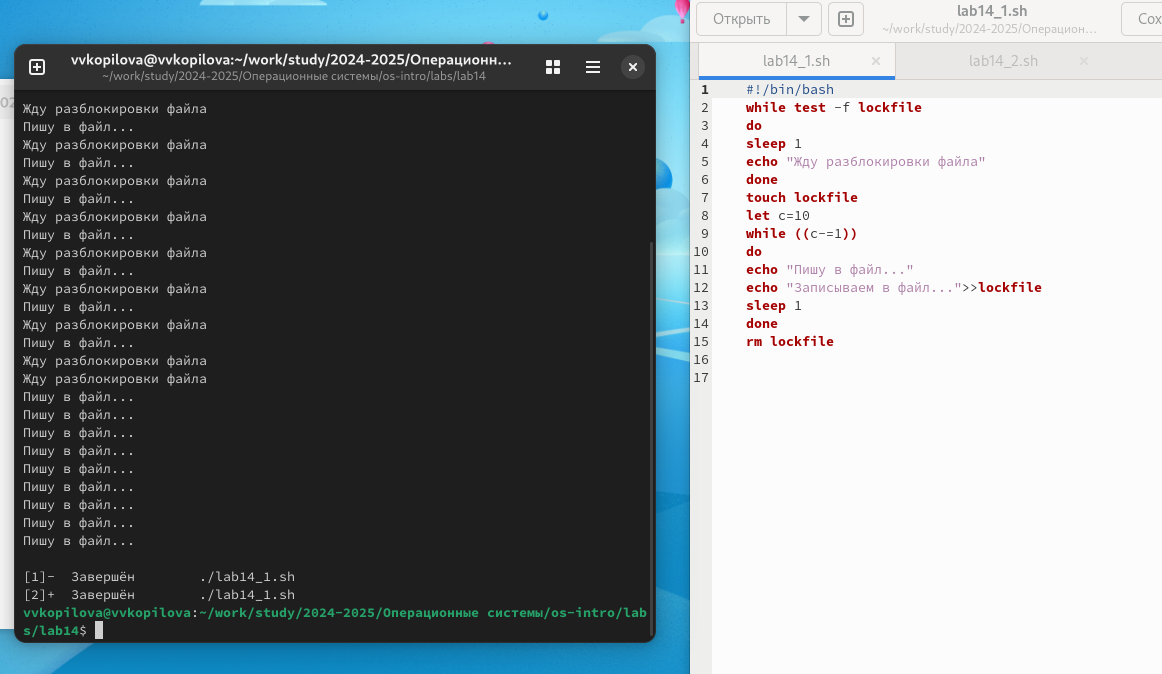 02
vvkopilova@vvkopilova:~/work/study/2024-2025/Операционн...
~/work/study/2024-2025/Операционные системы/os-intro/labs/lab14
Жду разблокировки файла
Пишу в файл...
Жду разблокировки файла
Пишу в файл...
Жду разблокировки файла
Пишу в файл...
Жду разблокировки файла
Пишу в файл...
Жду разблокировки файла
Пишу в файл...
Жду разблокировки файла
Пишу в файл...
Жду разблокировки файла
Пишу в файл...
Жду разблокировки файла
Жду разблокировки файла
Пишу в файл...
Пишу в файл...
Пишу в файл...
Пишу в файл...
Пишу в файл...
Пишу в файл...
Пишу в файл...
Пишу в файл...
Пишу в файл...
[1]-  Завершён        ./lab14_1.sh
[2]+  Завершён        ./lab14_1.sh
vvkopilova@vvkopilova:~/work/study/2024-2025/Операционные системы/os-intro/lab
s/lab14$
Открыть
lab14_1.sh
~/work/study/2024-2025/Операцион...
Сох
lab14_1.sh × lab14_2.sh ×
1 #!/bin/bash
2 while test -f lockfile
3 do
4 sleep 1
5 echo "Жду разблокировки файла"
6 done
7 touch lockfile
8 let c=10
9 while ((c-=1))
10 do
11 echo "Пишу в файл..."
12 echo "Записываем в файл...">>lockfile
13 sleep 1
14 done
15 rm lockfile
16
17